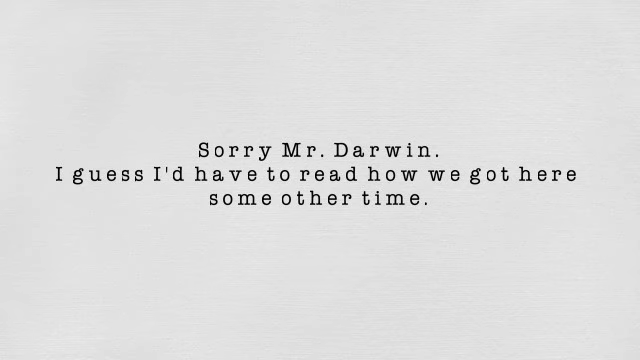 Sorry Mr. Darwin.
I guess I'd have to read how we got here
some other time.